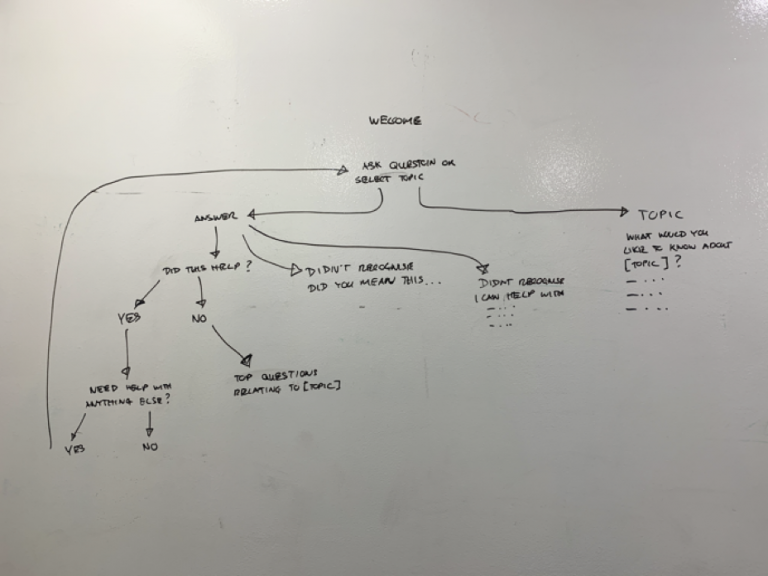 WELCOME
ASK QUESTOIN OR
SELECT TOPIC
ANSWER
TOPIC
WHAT WOULD YOU
LIKE TO KNOW ABOUT
[TOPIC]?
— ...
— ...
— ...
DID THIS HELP?
DIDN'T RECOGNISE
DID YOU MEAN THIS...
DIDN'T RECOGNISE
I CAN HELP WITH
- ...
- ...
- ...
YES
NO
TOP QUESTIONS
RELATING TO [TOPIC]
NEED HELP WITH
ANYTHING ELSE?
YES
NO